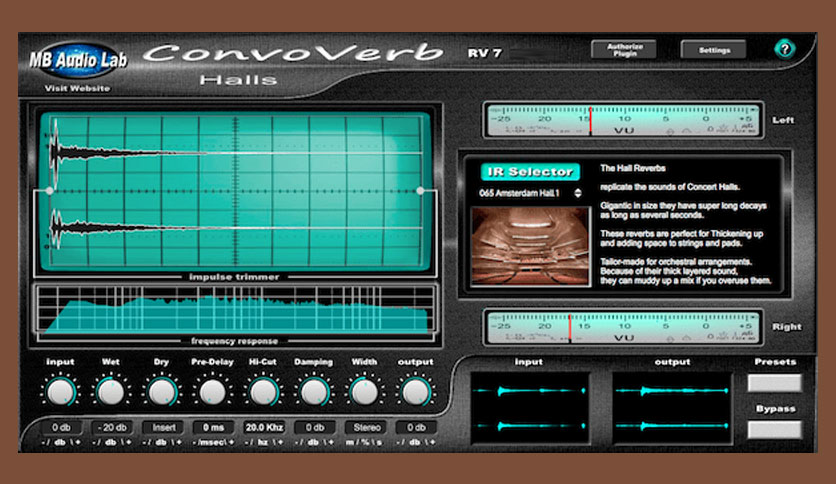 MB Audio Lab
Visit Website
ConvoVerb
Halls
RV 7
Authorize
Plugin
Settings
?
-25 20 15 10 5 0 +5
VU
Left
IR Selector
065 Amsterdam Hall.1
The Hall Reverbs
replicate the sounds of Concert Halls.
Gigantic in size they have super long decays
as long as several seconds.
These reverbs are perfect for Thickening up
and adding space to strings and pads.
Tailor-made for orchestral arrangements.
Because of their thick layered sound,
they can muddy up a mix if you overuse them.
impulse trimmer
frequency response
-25 20 15 10 5 0 +5
VU
Right
input Wet Dry Pre-Delay Hi-Cut Damping Width output
0 db -20 db Insert 0 ms 20.0 Khz 0 db Stereo 0 db
- / db \ + - / db \ + - / db \ + - /msec\ + - / hz \ + - / db \ + m / % \ s - / db \ +
input
output
Presets
Bypass